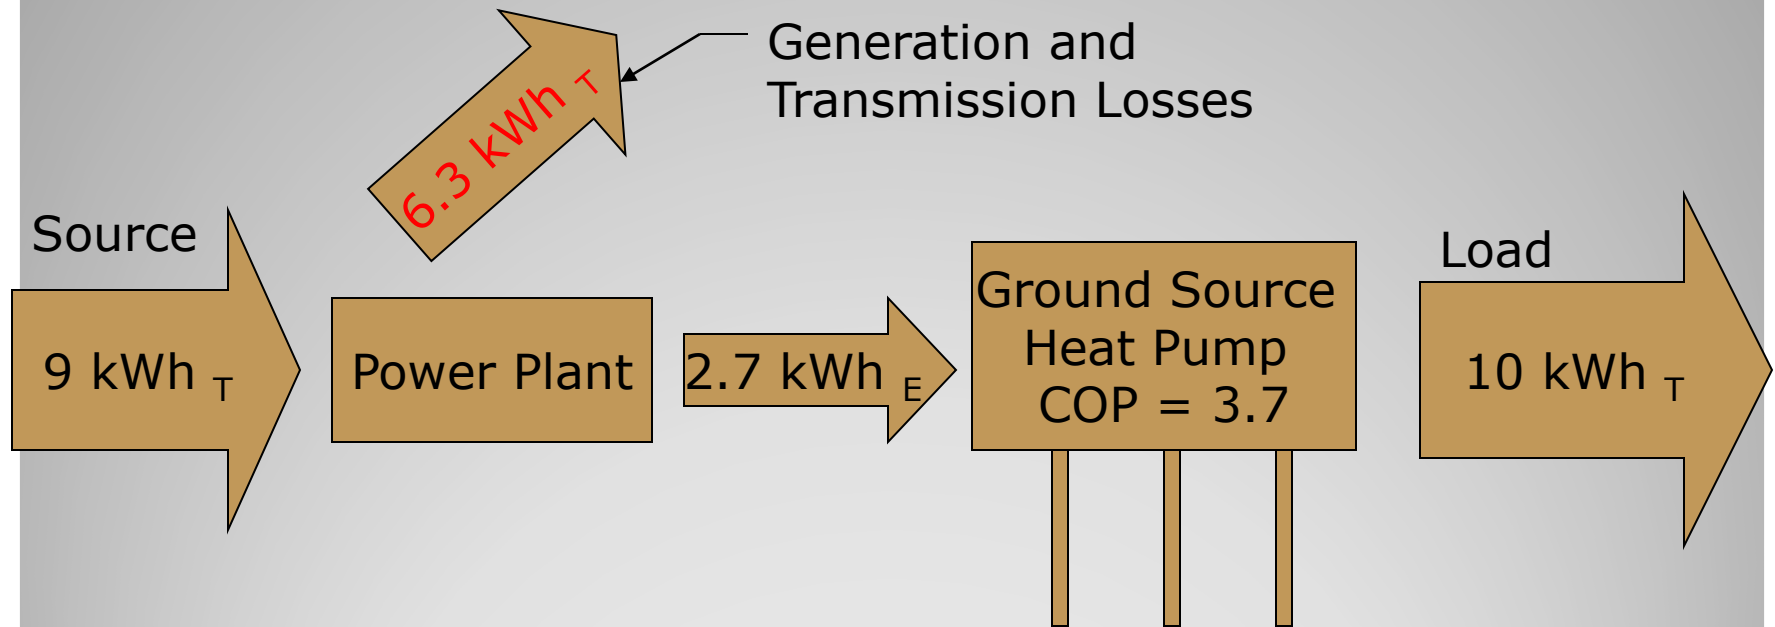 Generation and
Transmission Losses
6.3 kWh T
Source
9 kWh T
Power Plant
2.7 kWh E
Ground Source
Heat Pump
COP = 3.7
Load
10 kWh T